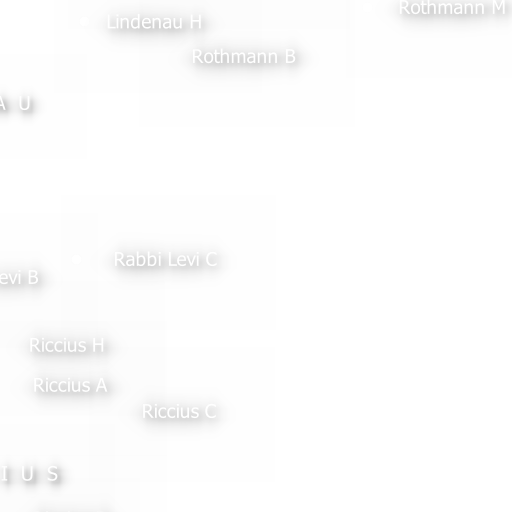 Rothmann M
Lindenau H
Rothmann B
A U
Rabbi Levi C
evi B
Riccius H
Riccius A
Riccius C
I U S